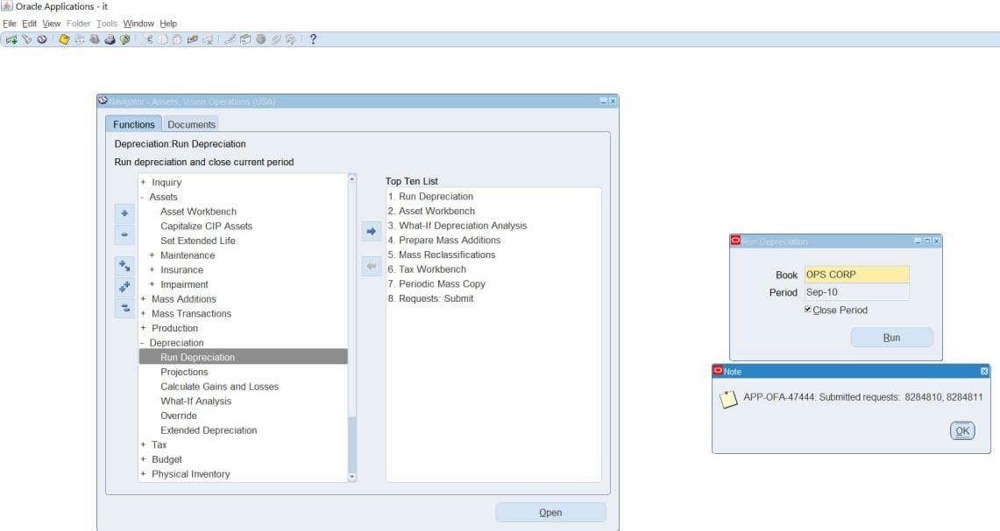 Oracle Applications - it
File Edit View Folder Tools Window Help
Navigator - Assets, Vision Operations (USA)
Functions Documents
Depreciation:Run Depreciation
Run depreciation and close current period
+ Inquiry
- Assets
Asset Workbench
Capitalize CIP Assets
Set Extended Life
+ Maintenance
+ Insurance
+ Impairment
+ Mass Additions
+ Mass Transactions
+ Production
- Depreciation
Run Depreciation
Projections
Calculate Gains and Losses
What-If Analysis
Override
Extended Depreciation
+ Tax
+ Budget
+ Physical Inventory
Top Ten List
1. Run Depreciation
2. Asset Workbench
3. What-If Depreciation Analysis
4. Prepare Mass Additions
5. Mass Reclassifications
6. Tax Workbench
7. Periodic Mass Copy
8. Requests: Submit
Open
Run Depreciation
Book OPS CORP
Period Sep-10
Close Period
Run
Note
APP-OFA-47444: Submitted requests: 8284810, 8284811
OK